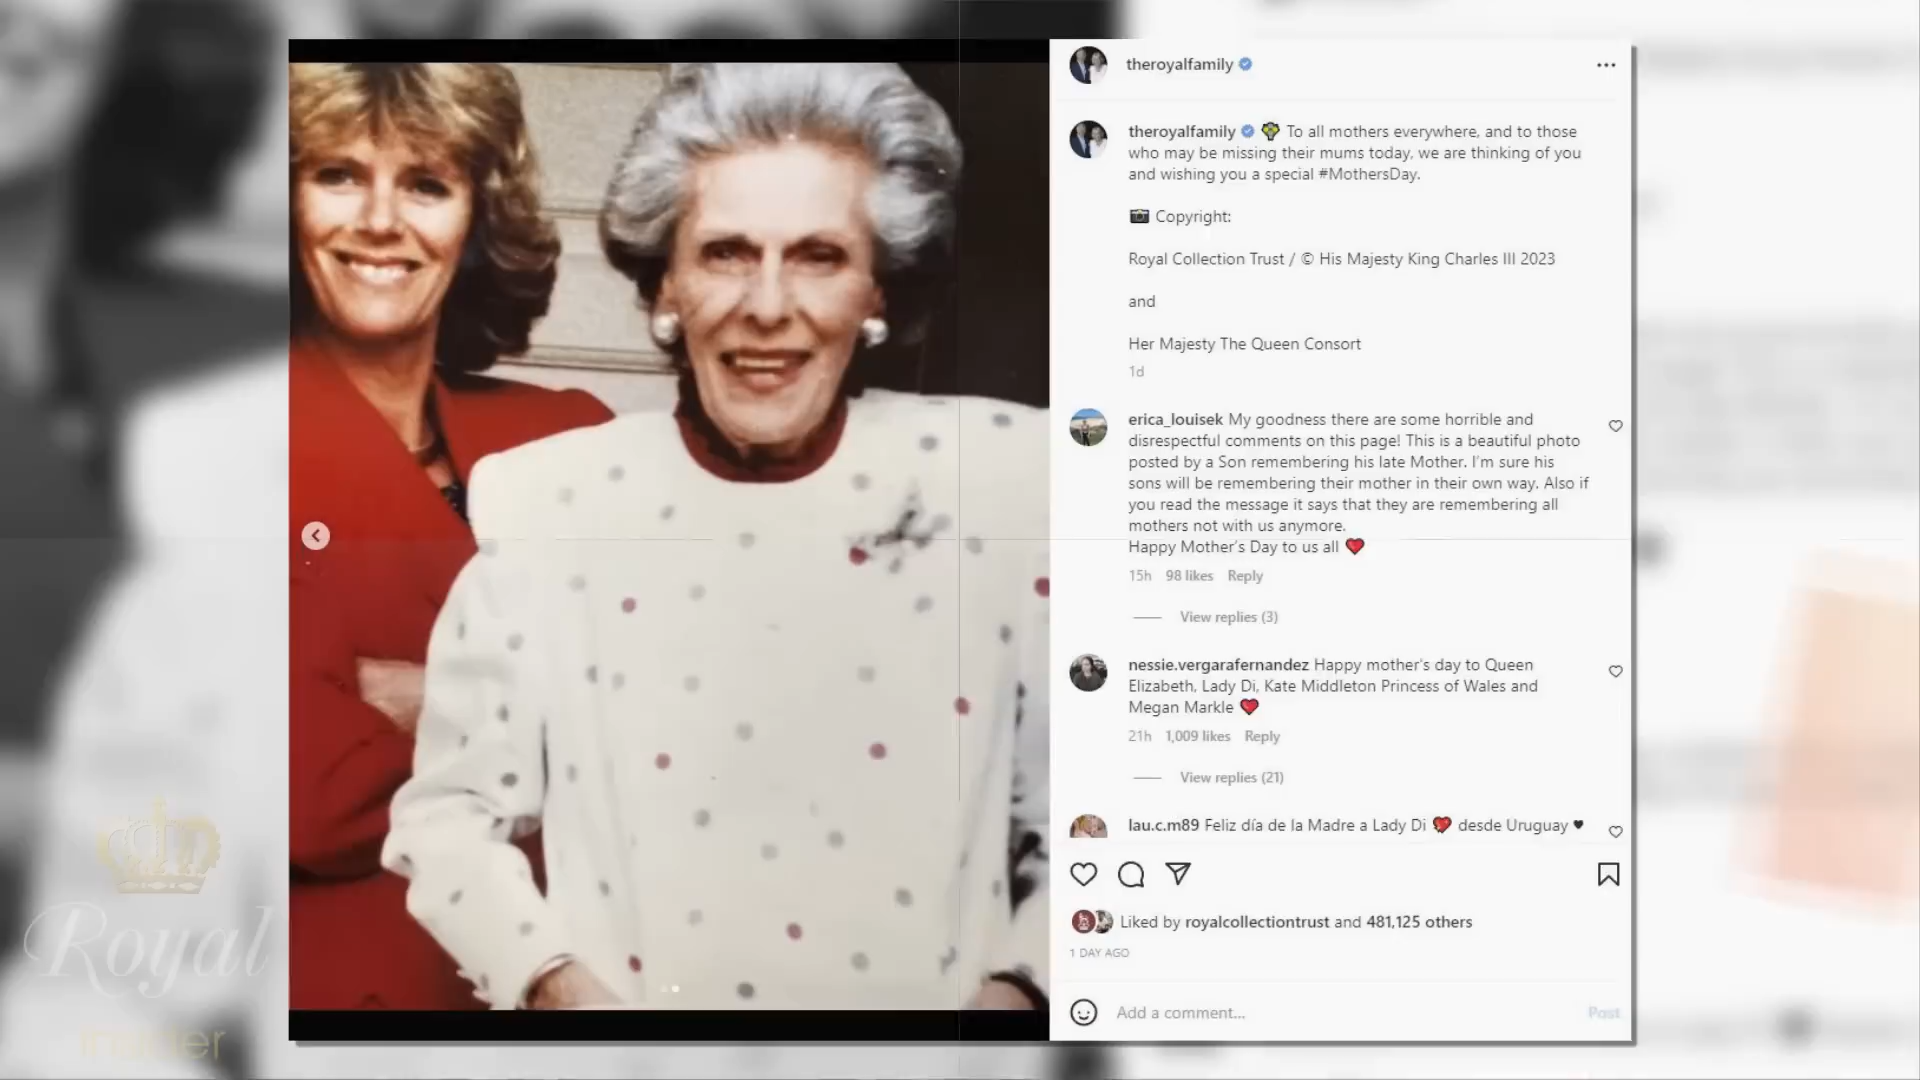 theroyalfamily
theroyalfamily To all mothers everywhere, and to those
who may be missing their mums today, we are thinking of you
and wishing you a special #MothersDay.
Copyright:
Royal Collection Trust / © His Majesty King Charles III 2023
and
Her Majesty The Queen Consort
1d
erica_louisek My goodness there are some horrible and
disrespectful comments on this page! This is a beautiful photo
posted by a Son remembering his late Mother. I'm sure his
sons will be remembering their mother in their own way. Also if
you read the message it says that they are remembering all
mothers not with us anymore.
Happy Mother's Day to us all ❤️
15h 98 likes Reply
View replies (3)
nessie.vergarafernandez Happy mother's day to Queen
Elizabeth, Lady Di, Kate Middleton Princess of Wales and
Megan Markle ❤️
21h 1,009 likes Reply
View replies (21)
lau.c.m89 Feliz día de la Madre a Lady Di 💖 desde Uruguay ♥
Liked by royalcollectiontrust and 481,125 others
1 DAY AGO
Add a comment... Post
Royal
Insider